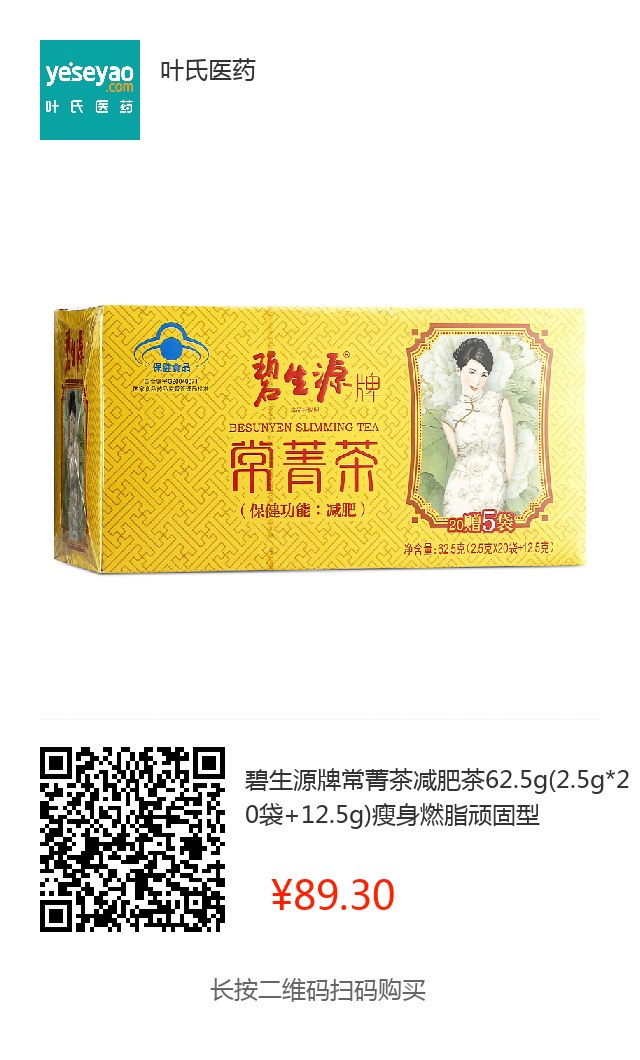 yeseyao
.com
叶氏医药
叶氏医药
保健食品
碧生源®牌
BESUNYEN SLIMMING TEA
常菁茶
(保健功能：减肥)
20赠5袋
净含量：62.5克(2.5克X20袋+12.5克)
碧生源
碧生源牌常菁茶减肥茶62.5g(2.5g*2
0袋+12.5g)瘦身燃脂顽固型
¥89.30
长按二维码扫码购买